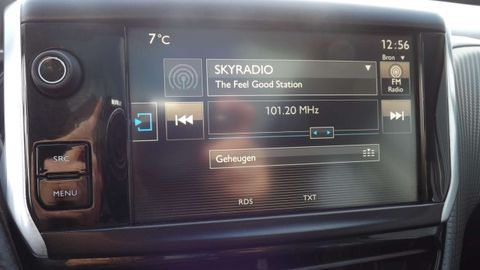 7°C
12:56
Bron
SKYRADIO
The Feel Good Station
FM
Radio
101.20 MHz
SRC
MENU
Geheugen
RDS
TXT